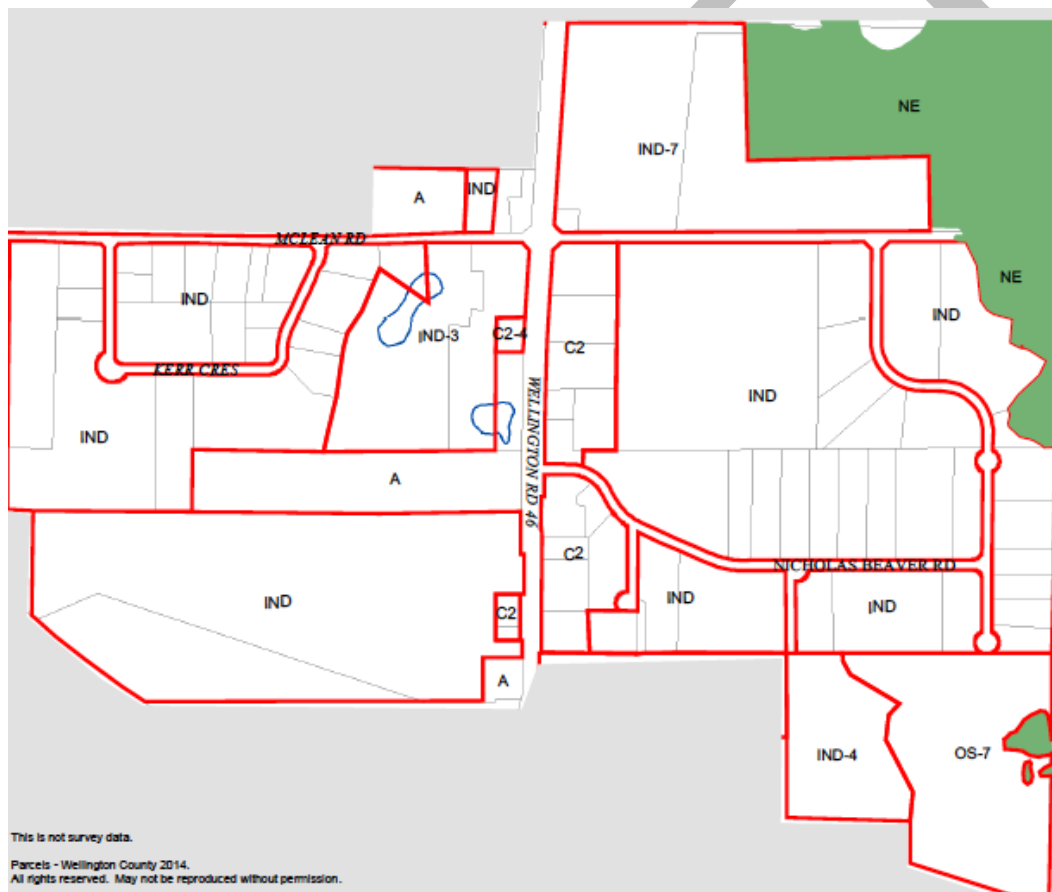 NE
IND-7
A
IND
MCLEAN RD
NE
IND
IND
IND-3
C2-4
C2
KERR CRES
IND
WELLINGTON RD 46
IND
A
C2
NICHOLAS BEAVER RD
IND
IND
IND
C2
A
IND-4
OS-7
This is not survey data.
Parcels - Wellington County 2014.
All rights reserved. May not be reproduced without permission.